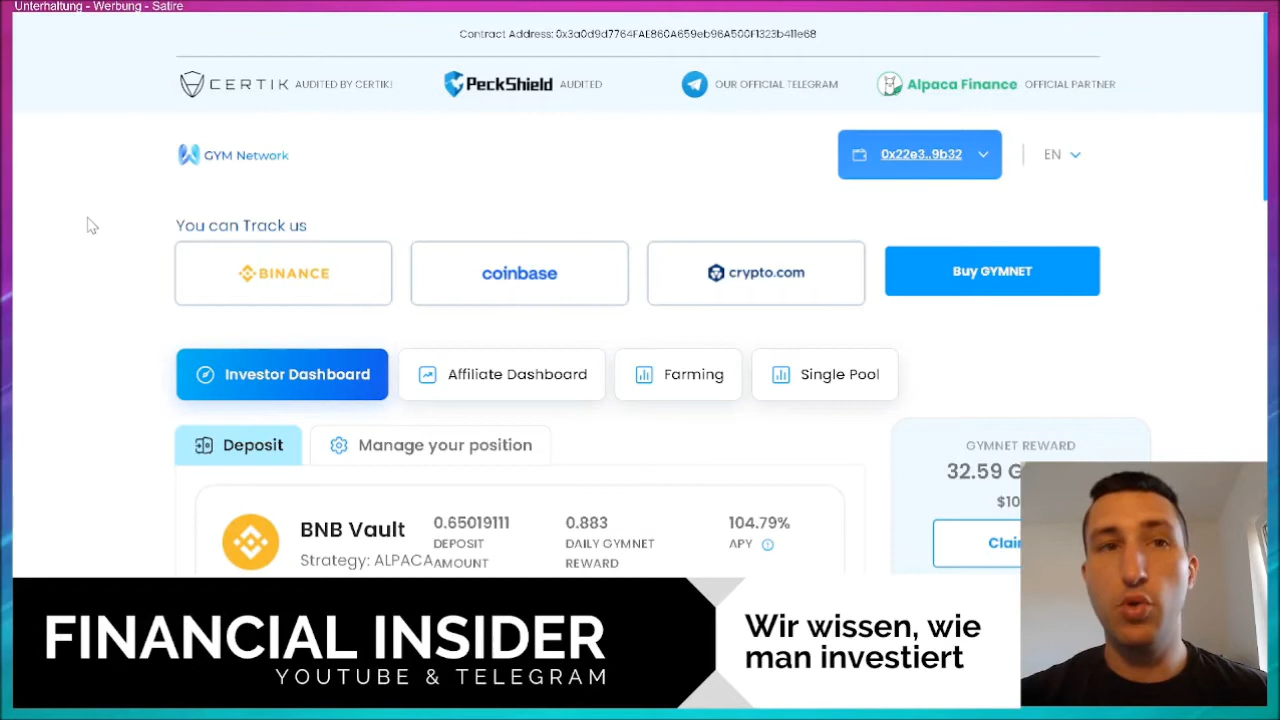 Unterhaltung - Werbung - Satire
Contract Address: 0x3a0d9d7764FAE860A659eb96A500F1323b411e68
CERTIK AUDITED BY CERTIK!
PeckShield AUDITED
OUR OFFICIAL TELEGRAM
Alpaca Finance OFFICIAL PARTNER
GYM Network
0x22e3..9b32
EN
You can Track us
BINANCE
coinbase
crypto.com
Buy GYMNET
Investor Dashboard
Affiliate Dashboard
Farming
Single Pool
Deposit
Manage your position
GYMNET REWARD
32.59
$10
BNB Vault
Strategy: ALPACA
0.65019111
DEPOSIT
AMOUNT
0.883
DAILY GYMNET
REWARD
104.79%
APY
FINANCIAL INSIDER
YOUTUBE & TELEGRAM
Wir wissen, wie
man investiert